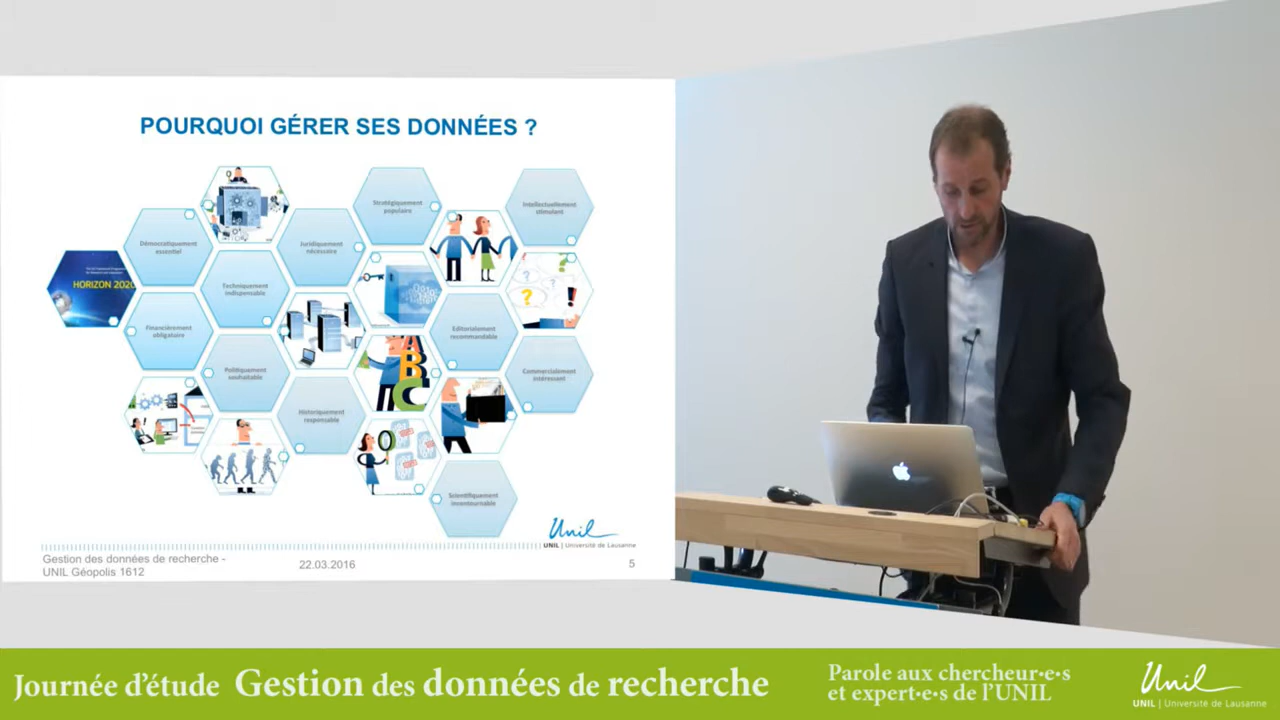 POURQUOI GÉRER SES DONNÉES ?
Stratégiquement
populaire
Intellectuellement
stimulant
Démocratiquement
essentiel
Juridiquement
nécessaire
HORIZON 2020
Techniquement
indispensable
Financièrement
obligatoire
Editorialement
recommandable
Politiquement
souhaitable
Commercialement
intéressant
A
B
C
Historiquement
responsable
Scientifiquement
incontournable
Unil
UNIL | Université de Lausanne
Gestion des données de recherche -
UNIL Géopolis 1612
22.03.2016
5
Journée d'étude Gestion des données de recherche
Parole aux chercheur•e•s
et expert•e•s de l'UNIL
Unil
UNIL | Université de Lausanne